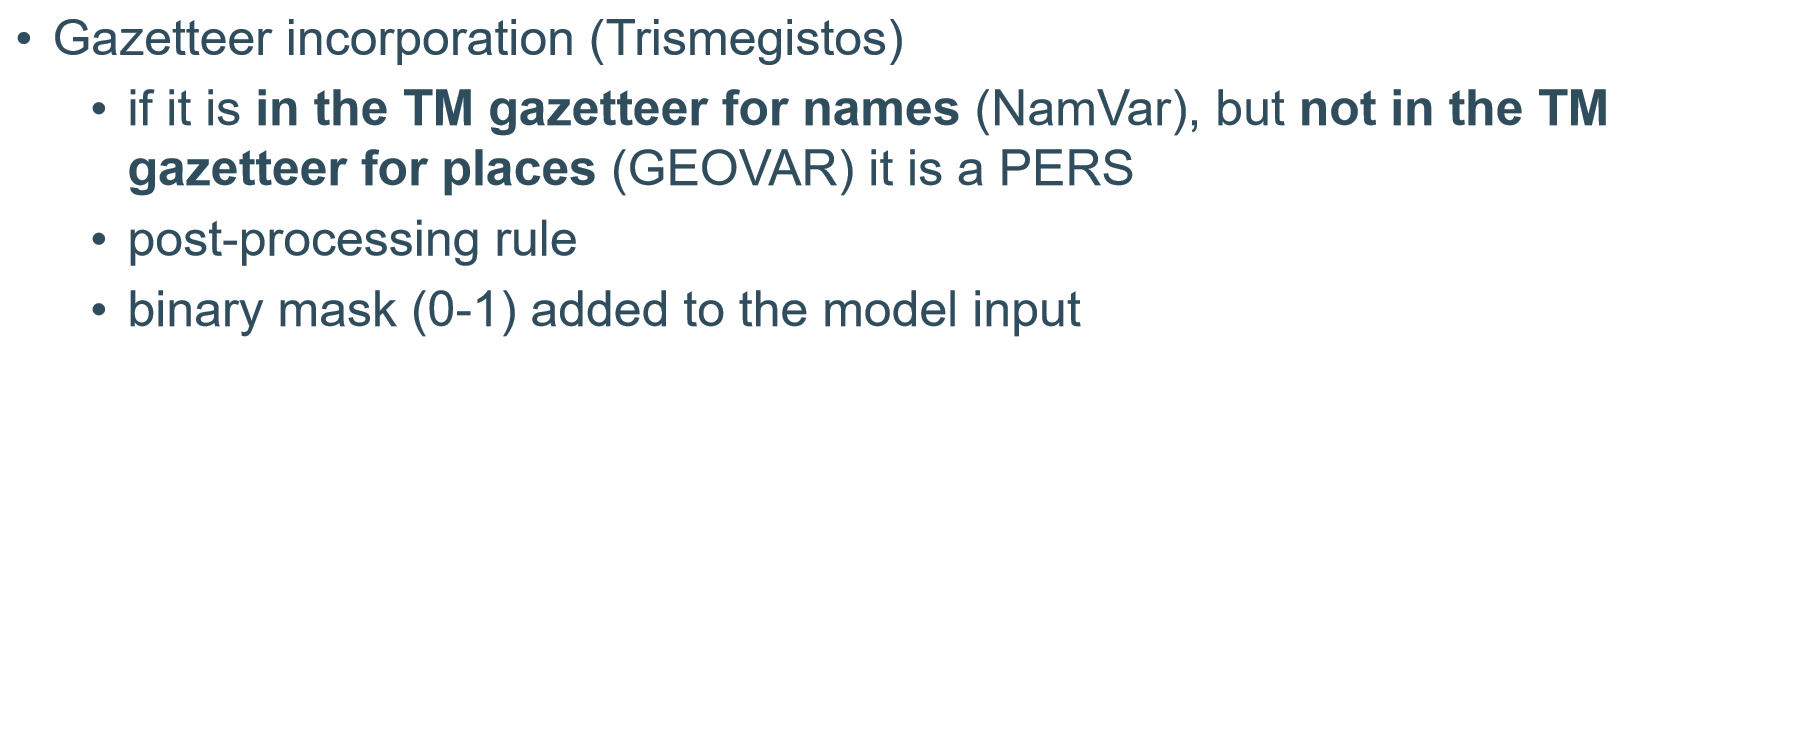 • Gazetteer incorporation (Trismegistos)
• if it is in the TM gazetteer for names (NamVar), but not in the TM
gazetteer for places (GEOVAR) it is a PERS
• post-processing rule
• binary mask (0-1) added to the model input